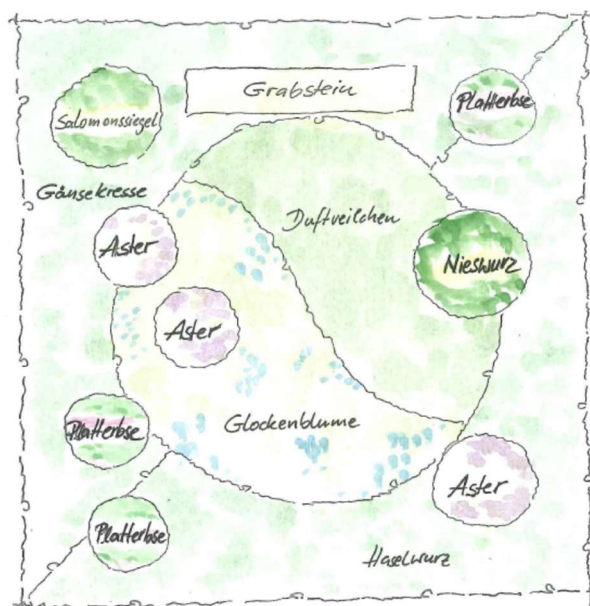 Grabstein
Platterbse
Salomonssiegel
Gänsekresse
Duftveilchen
Aster
Nieswurz
Aster
Glockenblume
Platterbse
Aster
Platterbse
Haselwurz